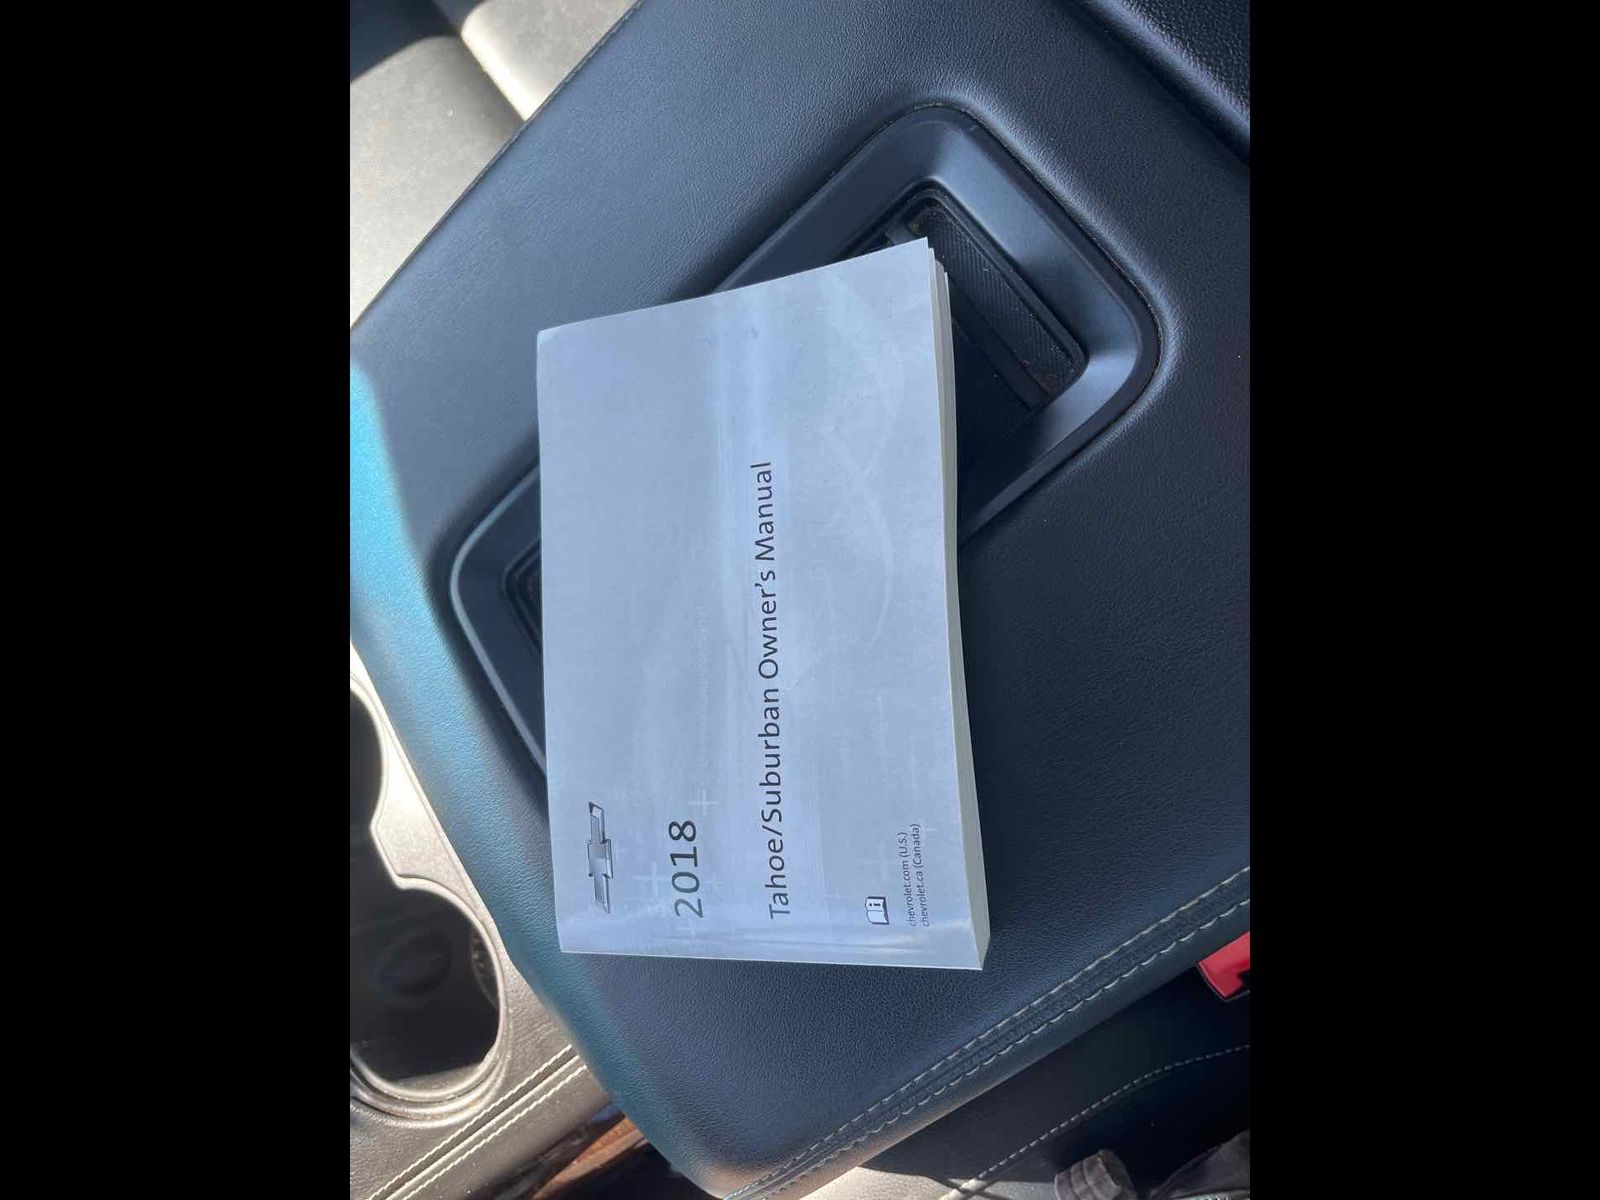 2018
Tahoe/Suburban Owner's Manual
chevrolet.com (U.S.)
chevrolet.ca (Canada)